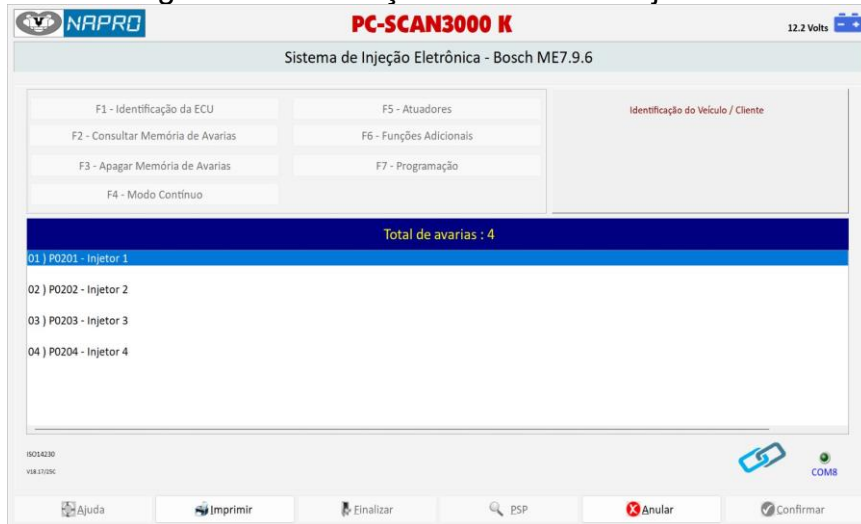 NAPRO
PC-SCAN3000 K
12.2 Volts
Sistema de Injeção Eletrônica - Bosch ME7.9.6
F1 - Identificação da ECU
F5 - Atuadores
Identificação do Veículo / Cliente
F2 - Consultar Memória de Avarias
F6 - Funções Adicionais
F3 - Apagar Memória de Avarias
F7 - Programação
F4 - Modo Contínuo
Total de avarias : 4
01 ) P0201 - Injetor 1
02 ) P0202 - Injetor 2
03 ) P0203 - Injetor 3
04 ) P0204 - Injetor 4
ISO14230
COM8
Ajuda
Imprimir
Finalizar
PSP
Anular
Confirmar